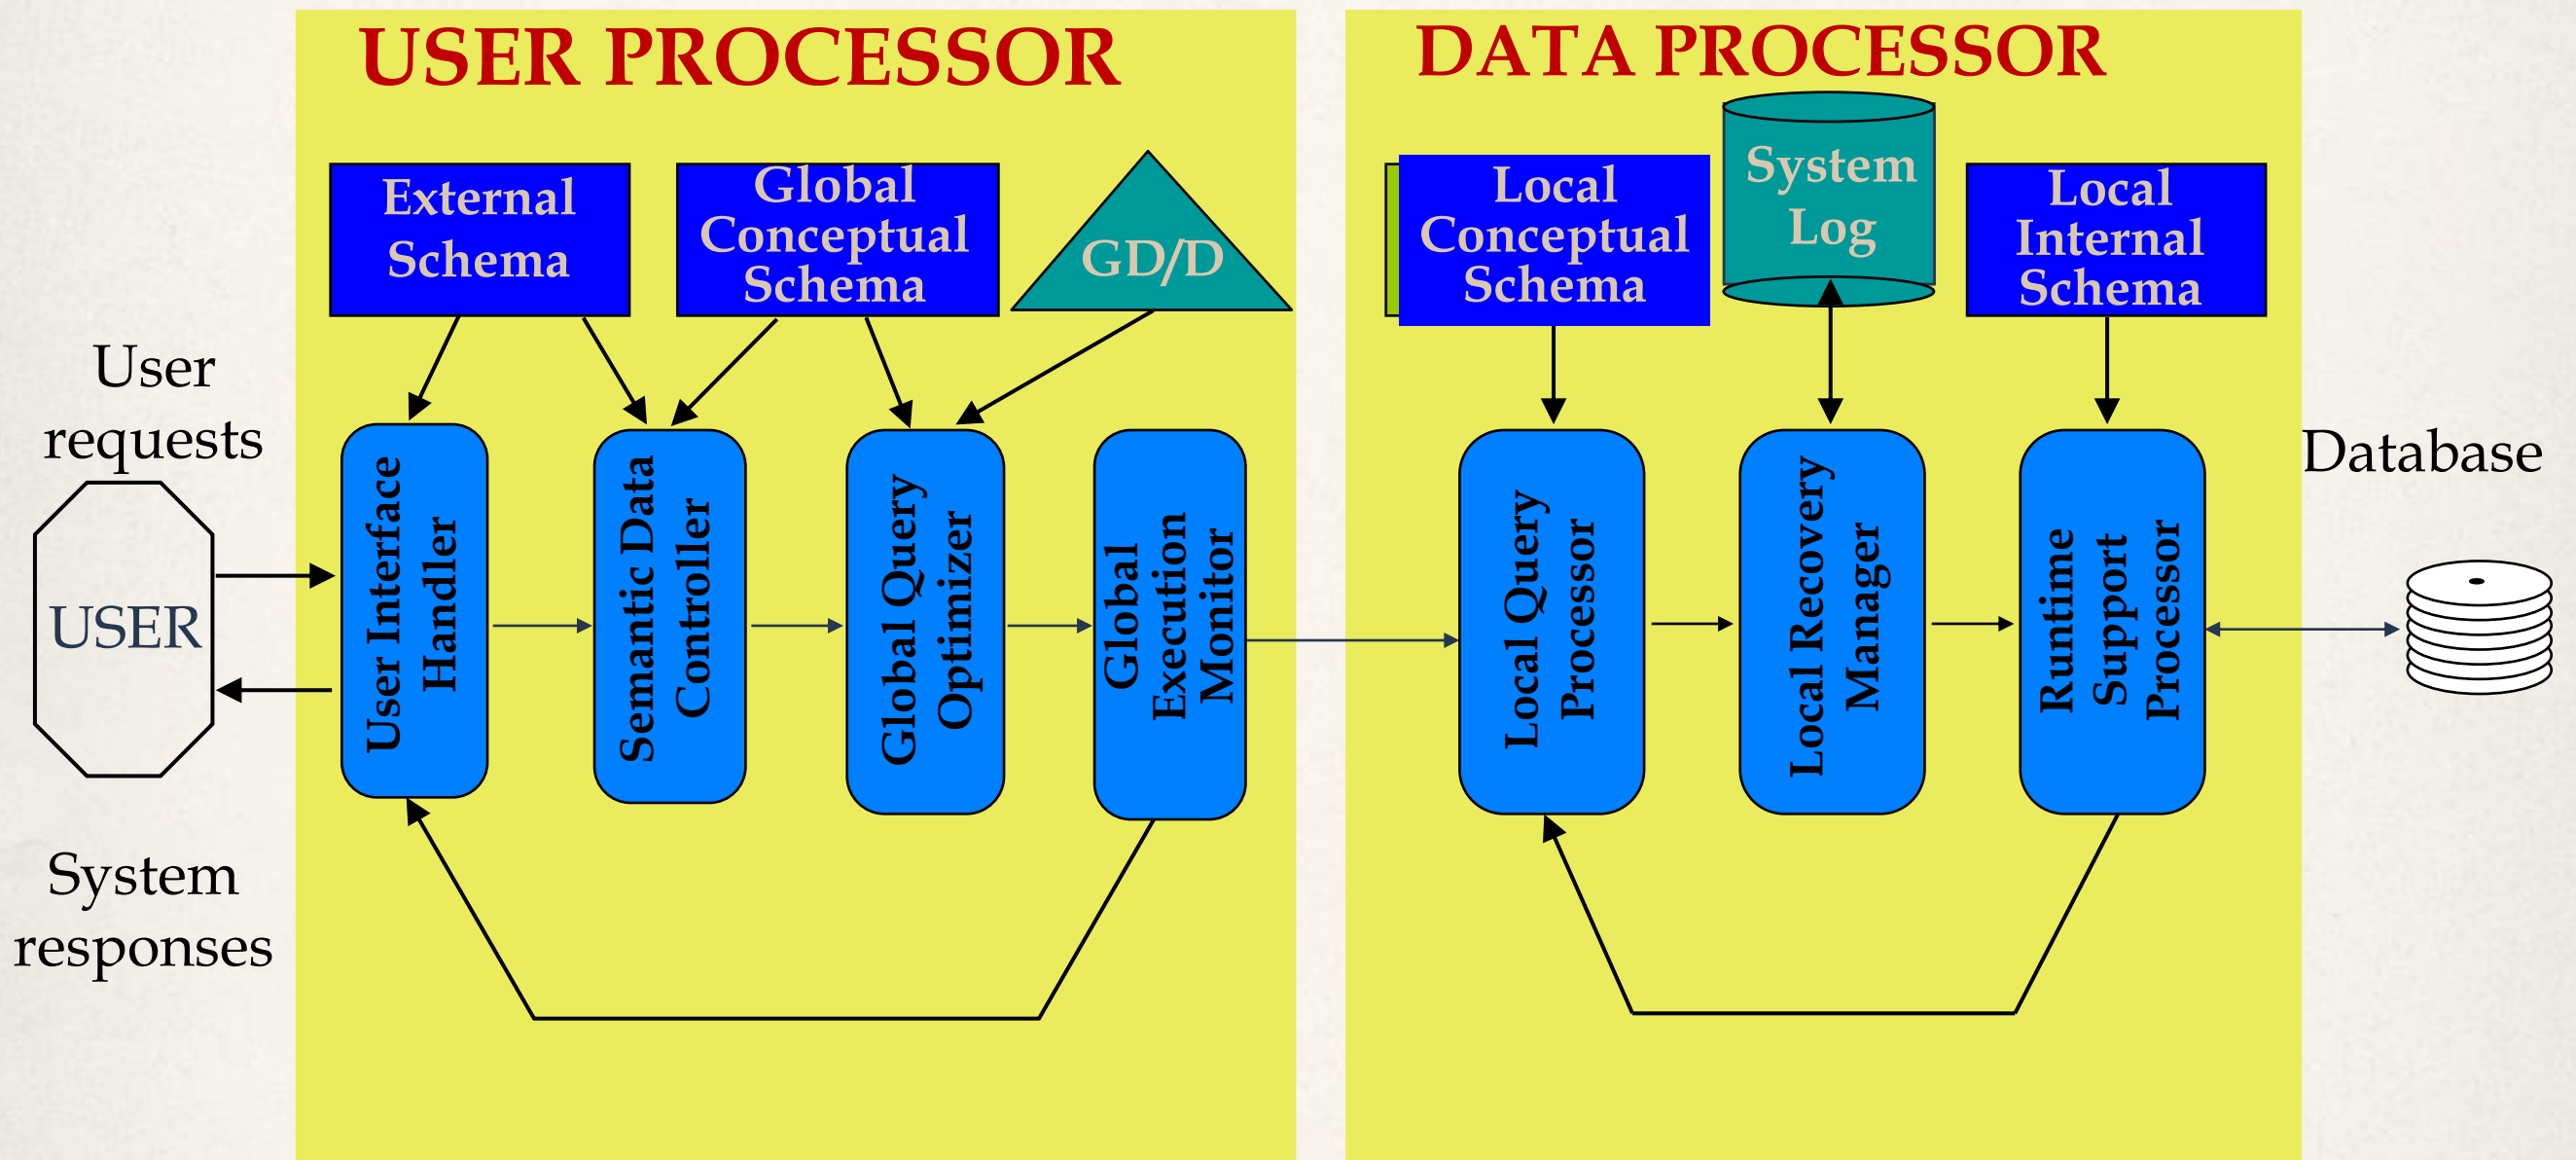 USER PROCESSOR
DATA PROCESSOR
External
Schema
Global
Conceptual
Schema
GD/D
Local
Conceptual
Schema
System
Log
Local
Internal
Schema
User
requests
USER
System
responses
User Interface
Handler
Semantic Data
Controller
Global Query
Optimizer
Global
Execution
Monitor
Local Query
Processor
Local Recovery
Manager
Runtime
Support
Processor
Database